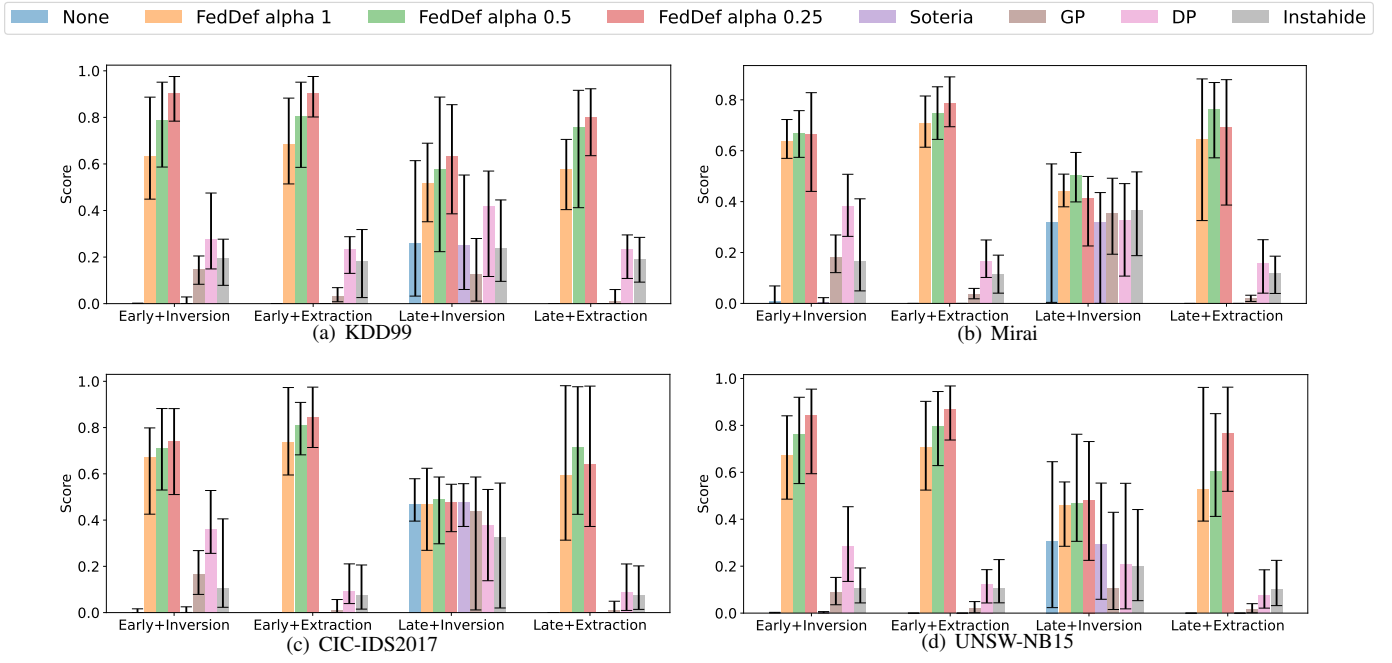 None FedDef alpha 1 FedDef alpha 0.5 FedDef alpha 0.25 Soteria GP DP Instahide
1.0
0.8
0.6
0.4
0.2
0.0
Score
Early+Inversion Early+Extraction Late+Inversion Late+Extraction
(a) KDD99
0.8
0.6
0.4
0.2
0.0
Score
Early+Inversion Early+Extraction Late+Inversion Late+Extraction
(b) Mirai
1.0
0.8
0.6
0.4
0.2
0.0
Score
Early+Inversion Early+Extraction Late+Inversion Late+Extraction
(c) CIC-IDS2017
1.0
0.8
0.6
0.4
0.2
0.0
Score
Early+Inversion Early+Extraction Late+Inversion Late+Extraction
(d) UNSW-NB15